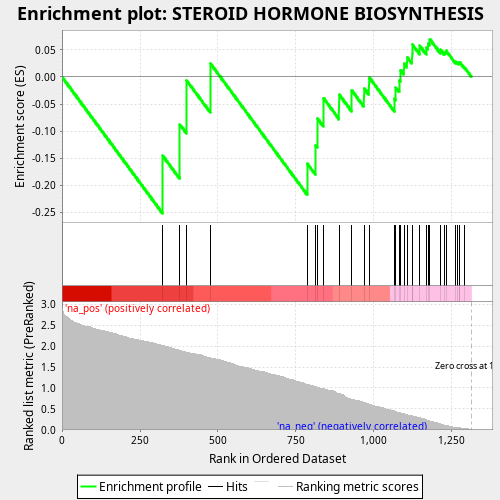 Enrichment plot: STEROID HORMONE BIOSYNTHESIS
Enrichment score (ES)
0.05
0.00
-0.05
-0.10
-0.15
-0.20
-0.25
'na_pos' (positively correlated)
Ranked list metric (PreRanked)
3.0
2.5
2.0
1.5
1.0
0.5
0.0
Zero cross at 1
'na_neg' (negatively correlated)
0
250
500
750
1,000
1,250
Rank in Ordered Dataset
Enrichment profile
Hits
Ranking metric scores